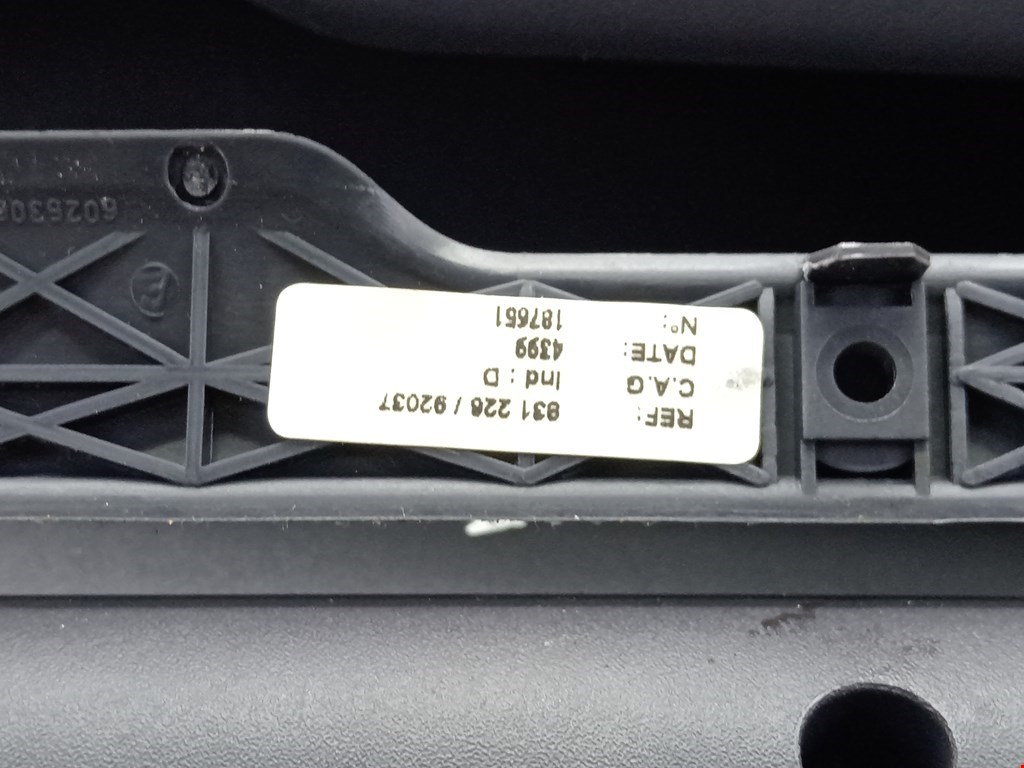 REF: 831 226 / 92037
C.A.G Ind : D
DATE: 4399
N°: 187651